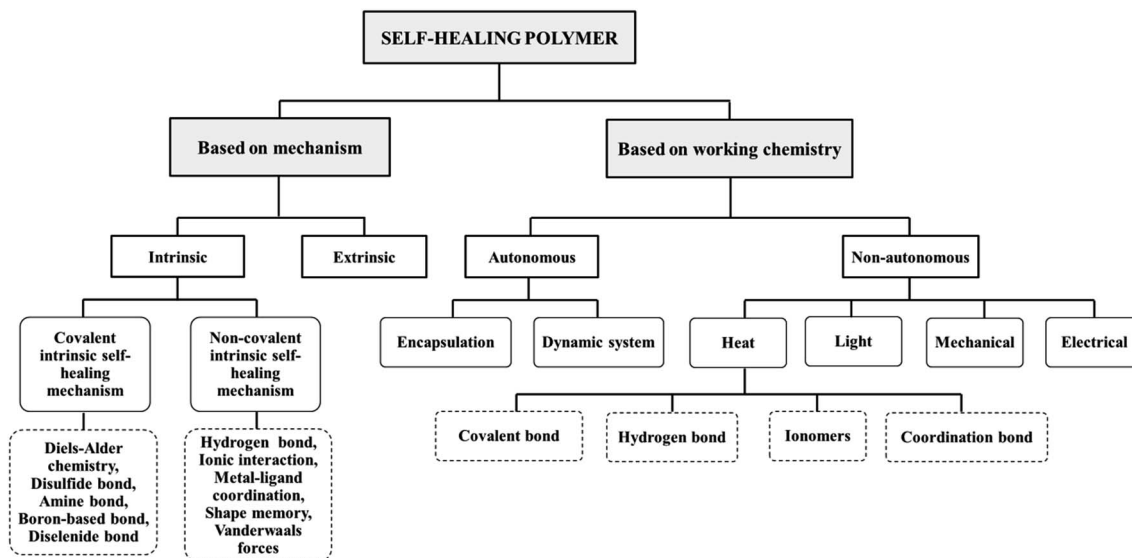 SELF-HEALING POLYMER
Based on mechanism
Based on working chemistry
Intrinsic
Extrinsic
Autonomous
Non-autonomous
Covalent
intrinsic self-
healing
mechanism
Non-covalent
intrinsic self-
healing
mechanism
Encapsulation
Dynamic system
Heat
Light
Mechanical
Electrical
Diels-Alder
chemistry,
Disulfide bond,
Amine bond,
Boron-based bond,
Diselenide bond
Hydrogen bond,
Ionic interaction,
Metal-ligand
coordination,
Shape memory,
Vanderwaals
forces
Covalent bond
Hydrogen bond
Ionomers
Coordination bond